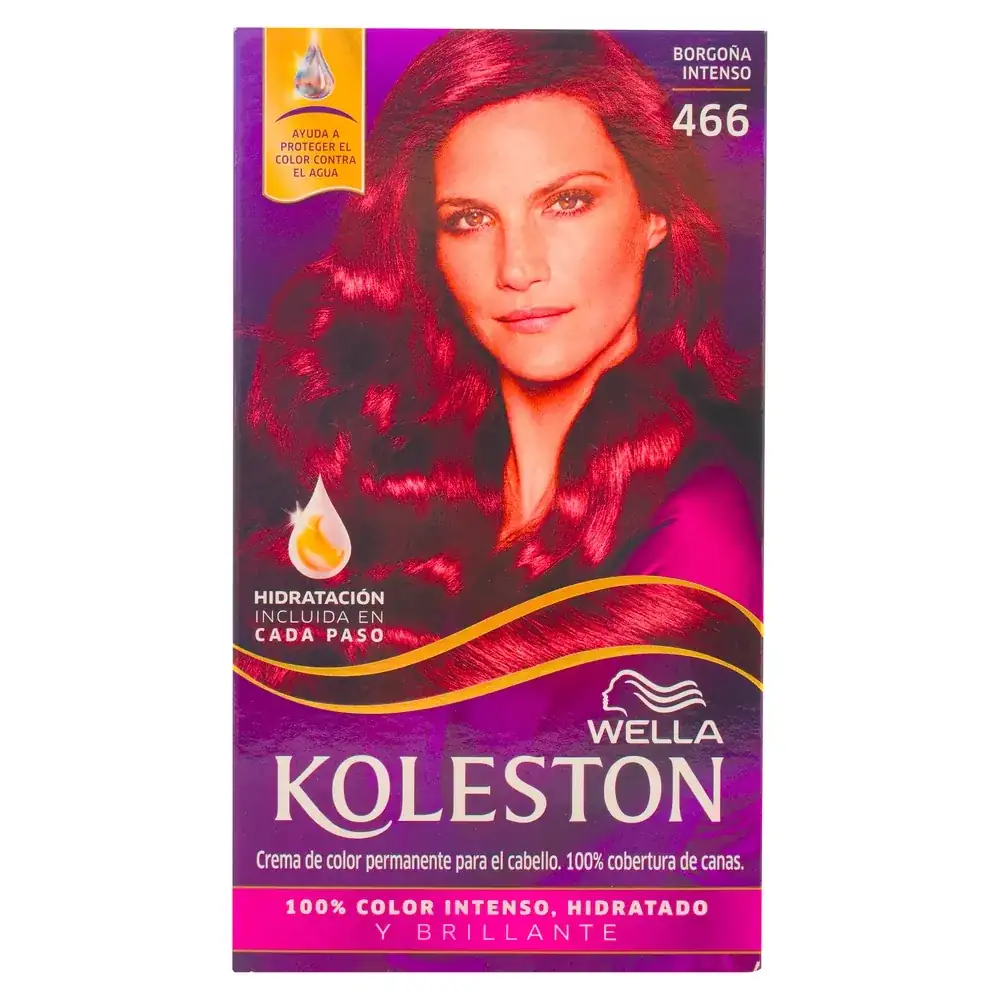 AYUDA A
PROTEGER EL
COLOR CONTRA
EL AGUA
BORGOÑA
INTENSO
466
HIDRATACIÓN
INCLUIDA EN
CADA PASO
WELLA
KOLESTON
Crema de color permanente para el cabello. 100% cobertura de canas.
100% COLOR INTENSO, HIDRATADO
Y BRILLANTE